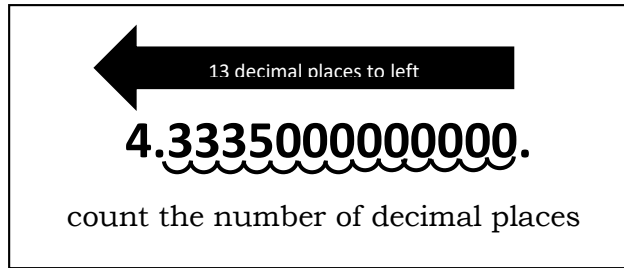 13 decimal places to left
4.3335000000000.
count the number of decimal places